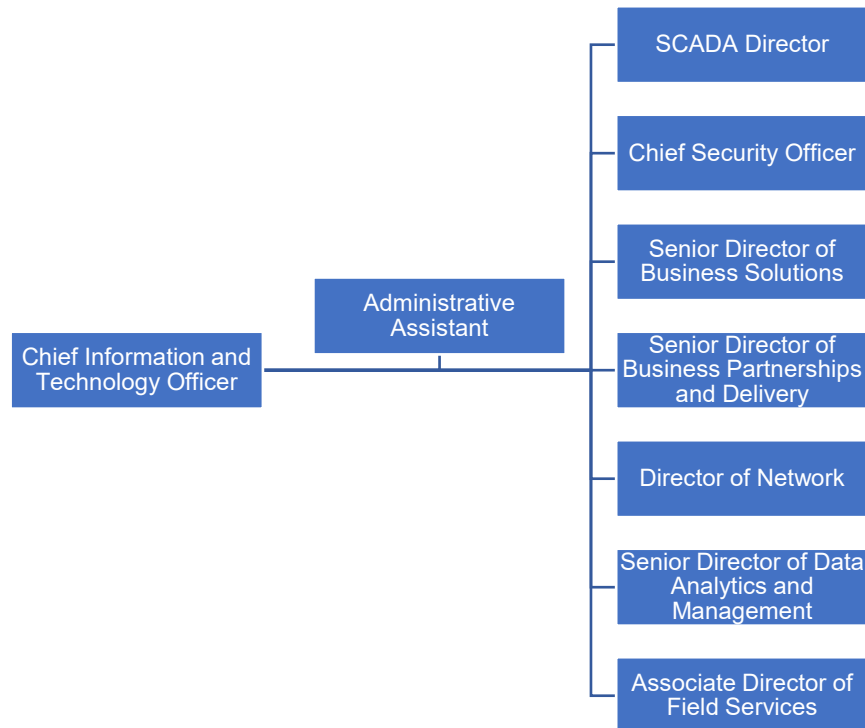 SCADA Director
Chief Security Officer
Senior Director of
Business Solutions
Administrative
Assistant
Chief Information and
Technology Officer
Senior Director of
Business Partnerships
and Delivery
Director of Network
Senior Director of Data
Analytics and
Management
Associate Director of
Field Services